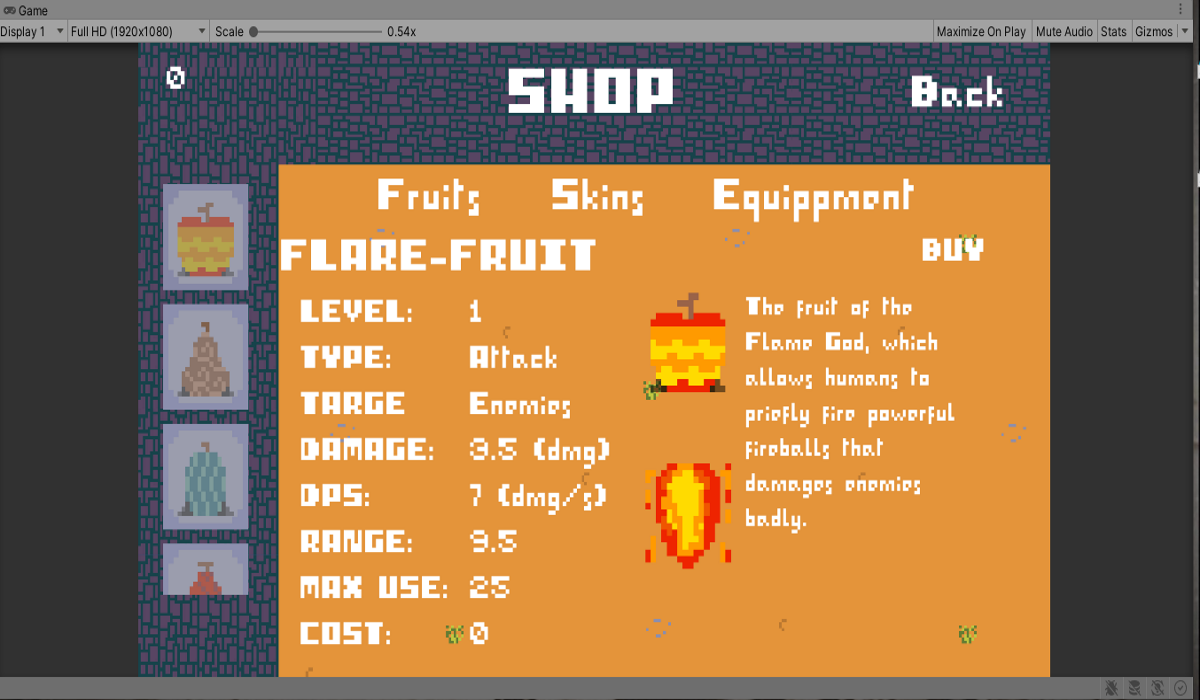 Game
Display 1 Full HD (1920x1080) Scale 0.54x Maximize On Play Mute Audio Stats Gizmos
0 SHOP Back
Fruits Skins Equippment
FLARE-FRUIT BUY
LEVEL: 1
TYPE: Attack
TARGE Enemies
DAMAGE: 3.5 (dmg)
DPS: 7 (dmg/s)
RANGE: 3.5
MAX USE: 25
COST: 0
The fruit of the
Flame God, which
allows humans to
priefly fire powerful
fireballs that
damages enemies
badly.